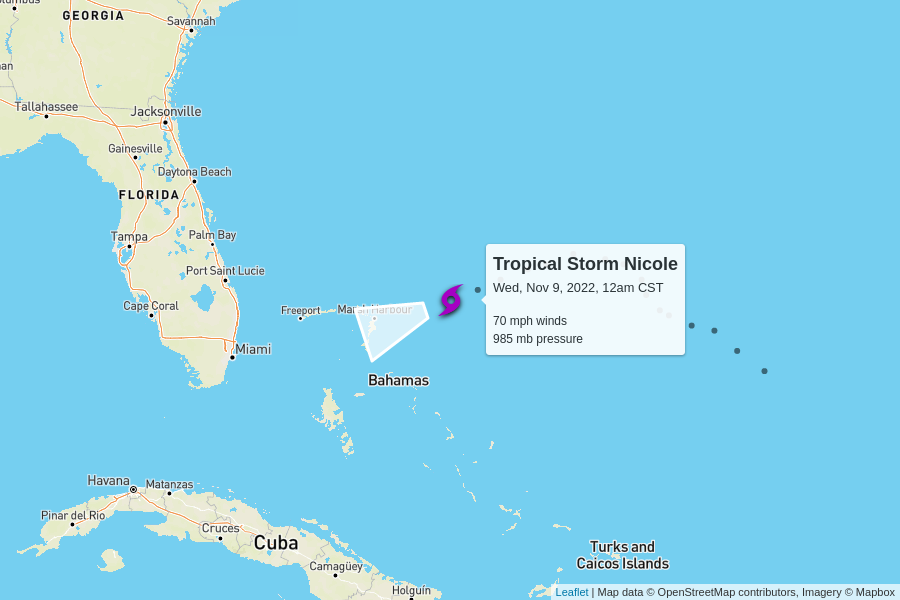 GEORGIA
Savannah
Tallahassee
Jacksonville
Gainesville
Daytona Beach
FLORIDA
Tampa
Palm Bay
Port Saint Lucie
Cape Coral
Freeport
Marsh Harbour
Miami
Bahamas
Tropical Storm Nicole
Wed, Nov 9, 2022, 12am CST
70 mph winds
985 mb pressure
Havana
Matanzas
Pinar del Rio
Cruces
Cuba
Camagüey
Holguín
Turks and
Caicos Islands
Leaflet | Map data © OpenStreetMap contributors, Imagery © Mapbox